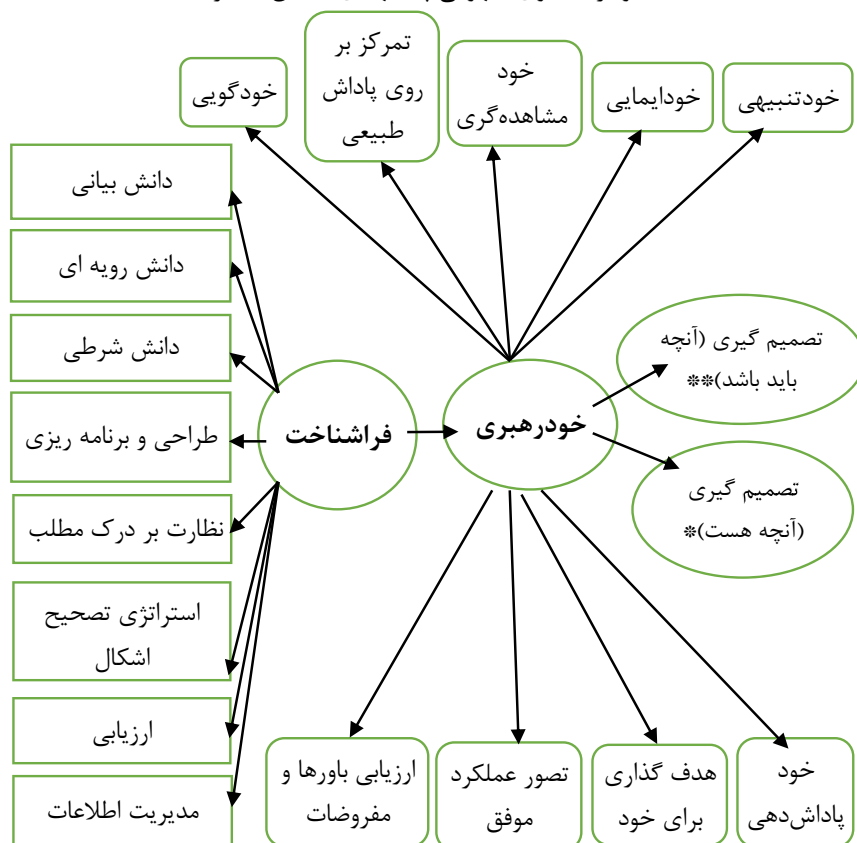 خودتنبیهی
خودایمایی
خود
مشاهده‌گری
تمرکز بر
روی پاداش
طبیعی
خودگویی
دانش بیانی
دانش رویه ای
دانش شرطی
طراحی و برنامه ریزی
نظارت بر درک مطلب
استراتژی تصحیح
اشکال
ارزیابی
مدیریت اطلاعات
فراشناخت
خودرهبری
تصمیم گیری (آنچه
باید باشد)**
تصمیم گیری
(آنچه هست)*
خود
پاداش‌دهی
هدف گذاری
برای خود
تصور عملکرد
موفق
ارزیابی باورها و
مفروضات